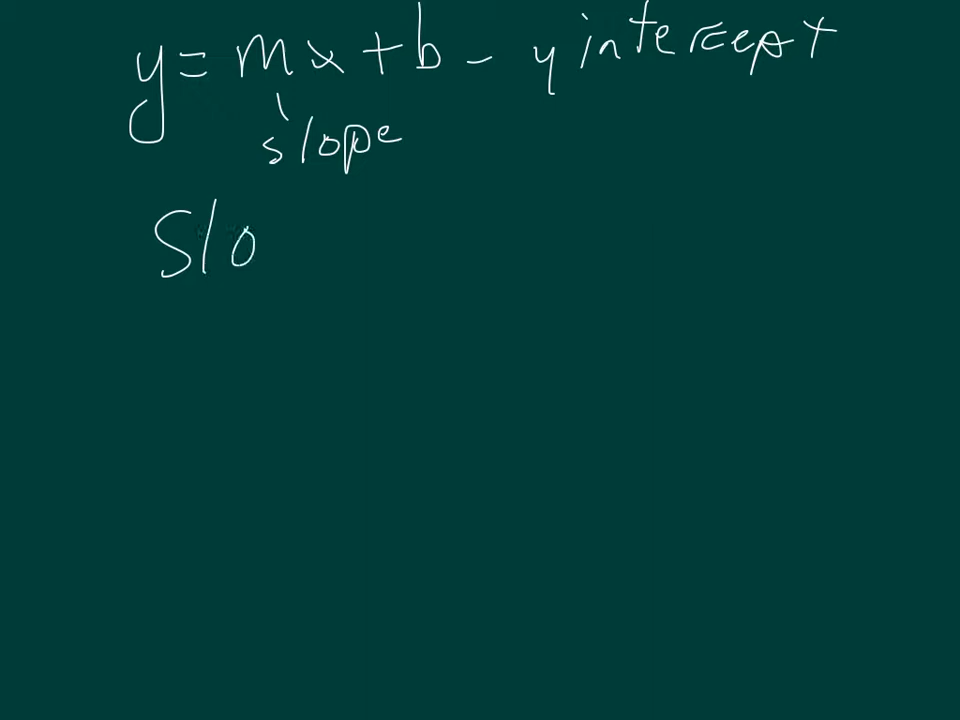 y = mx + b - y intercept
slope
Slo